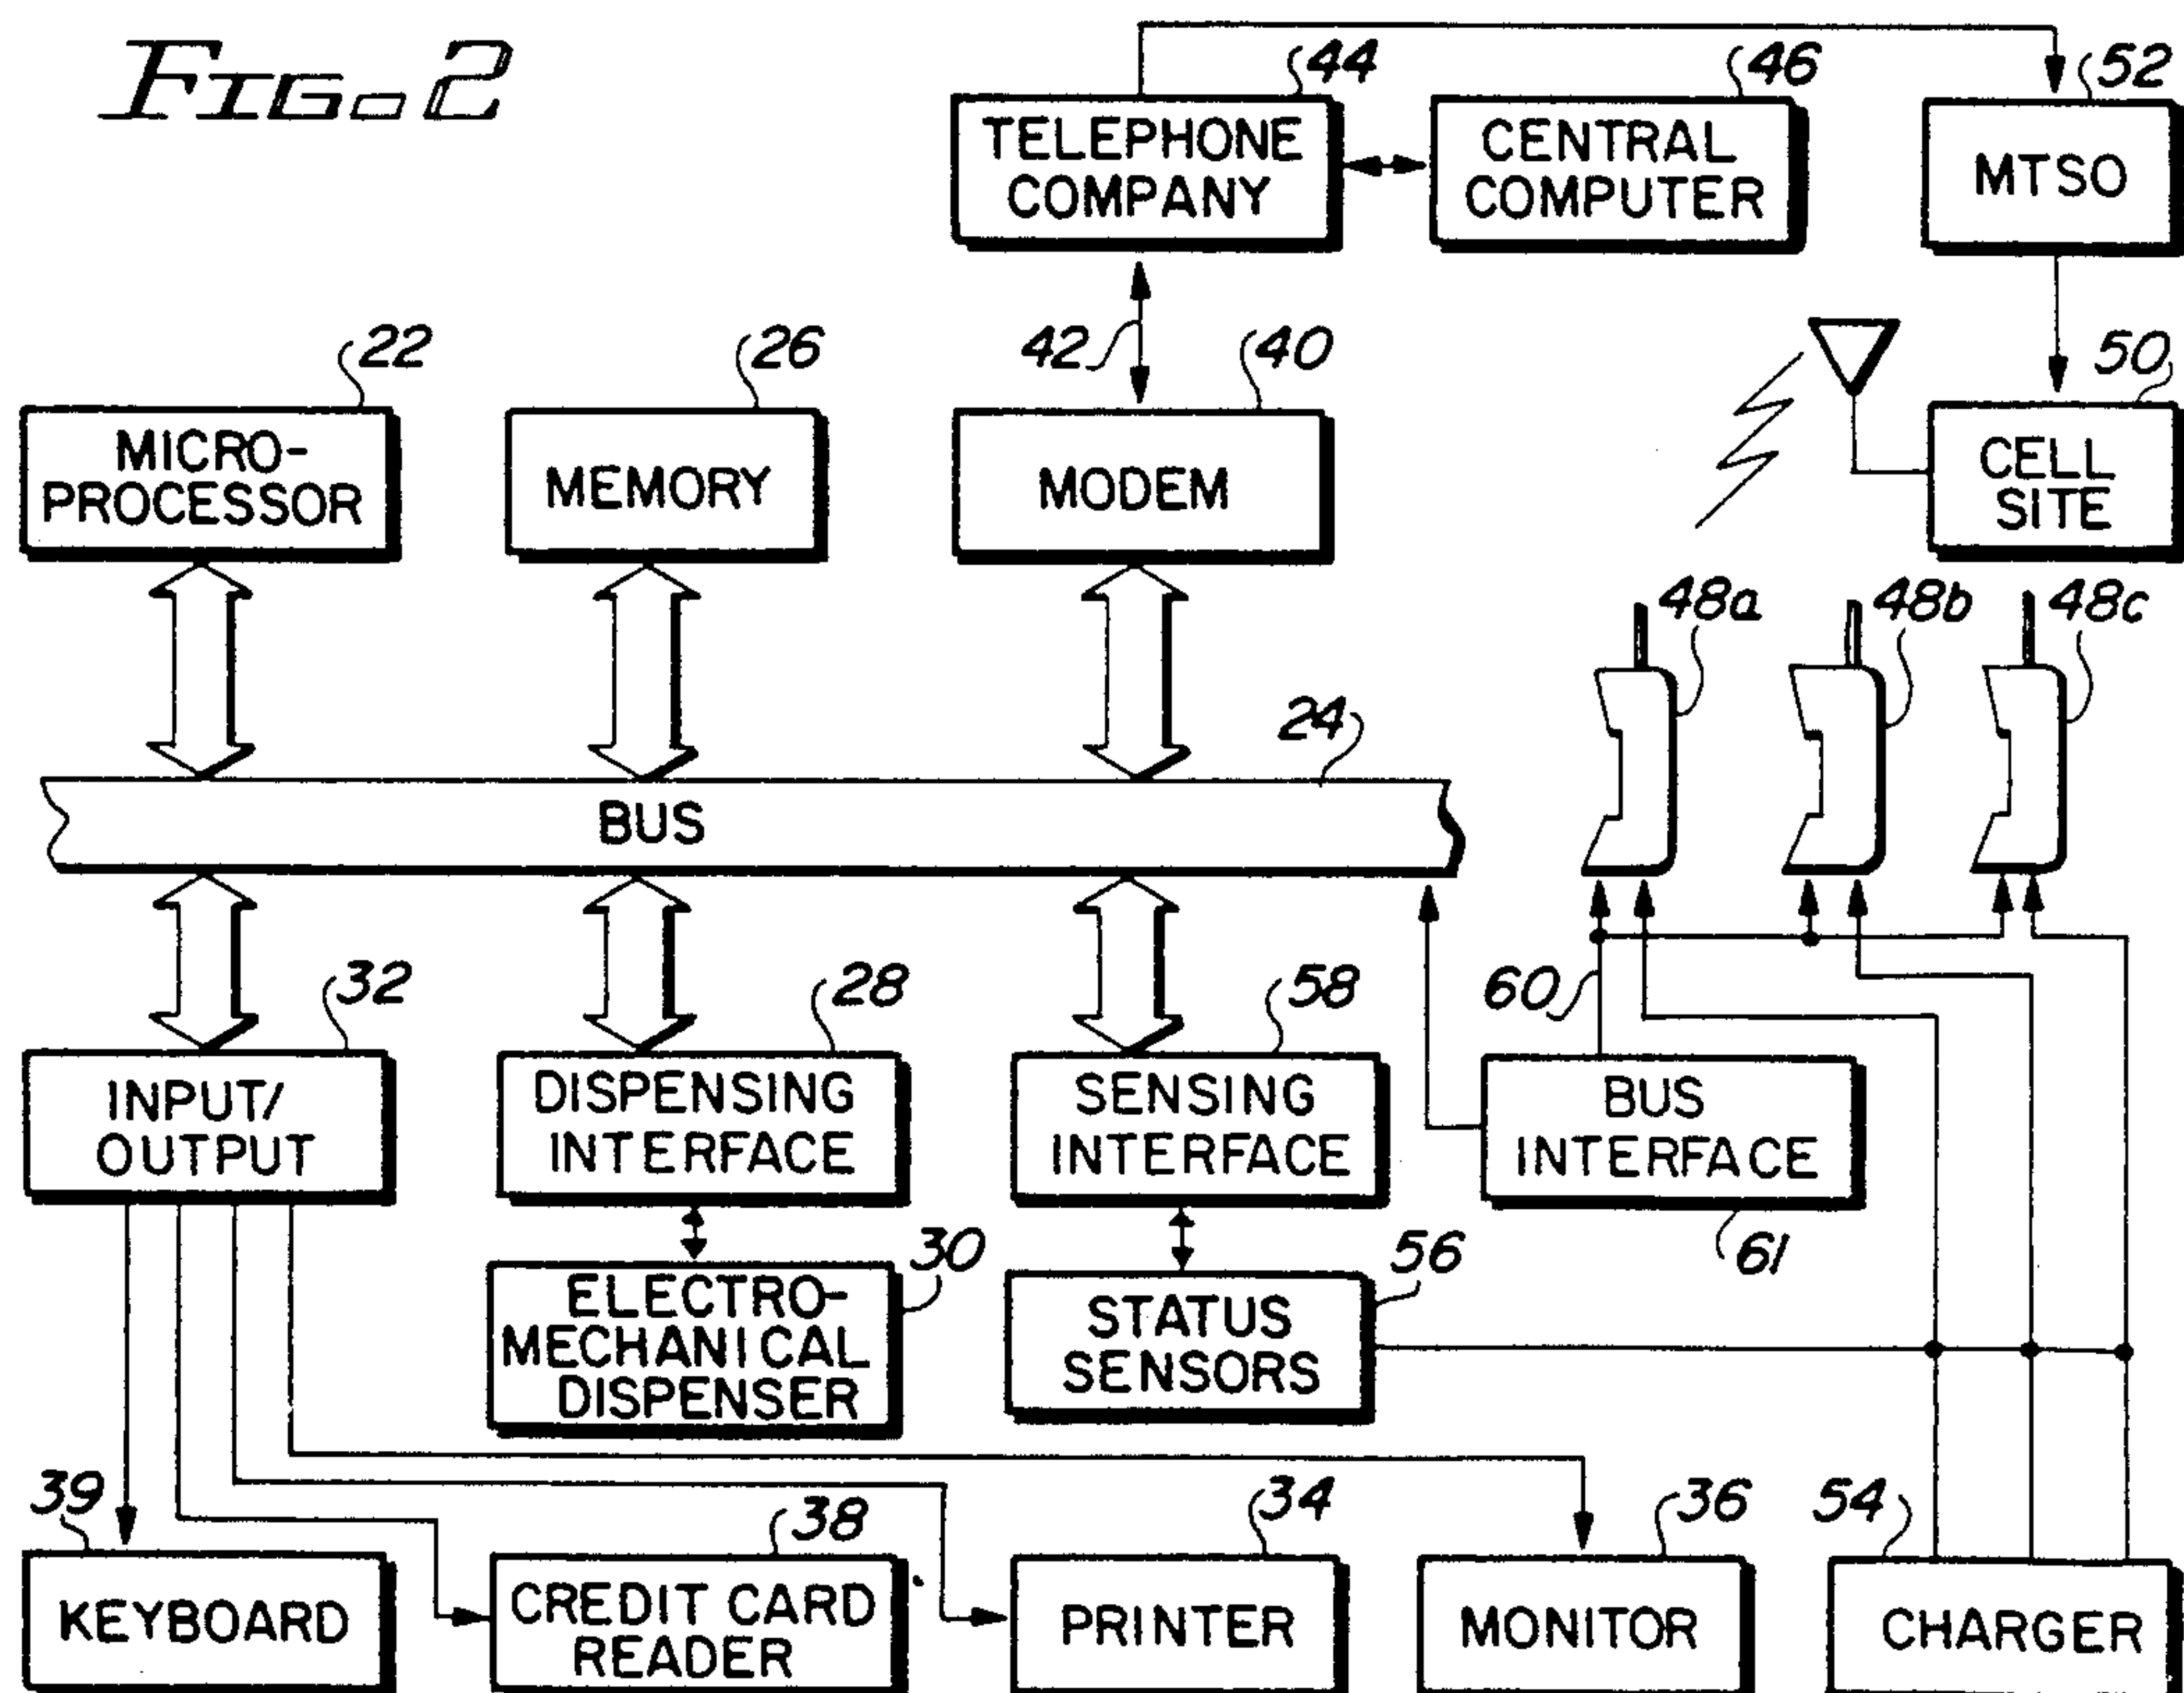 FIG. 2
44
46
52
TELEPHONE
COMPANY
CENTRAL
COMPUTER
MTSO
22
26
42
40
50
MICRO-
PROCESSOR
MEMORY
MODEM
CELL
SITE
48a
48b
48c
24
BUS
32
28
58
60
INPUT/
OUTPUT
DISPENSING
INTERFACE
SENSING
INTERFACE
BUS
INTERFACE
30
56
61
ELECTRO-
MECHANICAL
DISPENSER
STATUS
SENSORS
39
38
34
36
54
KEYBOARD
CREDIT CARD
READER
PRINTER
MONITOR
CHARGER